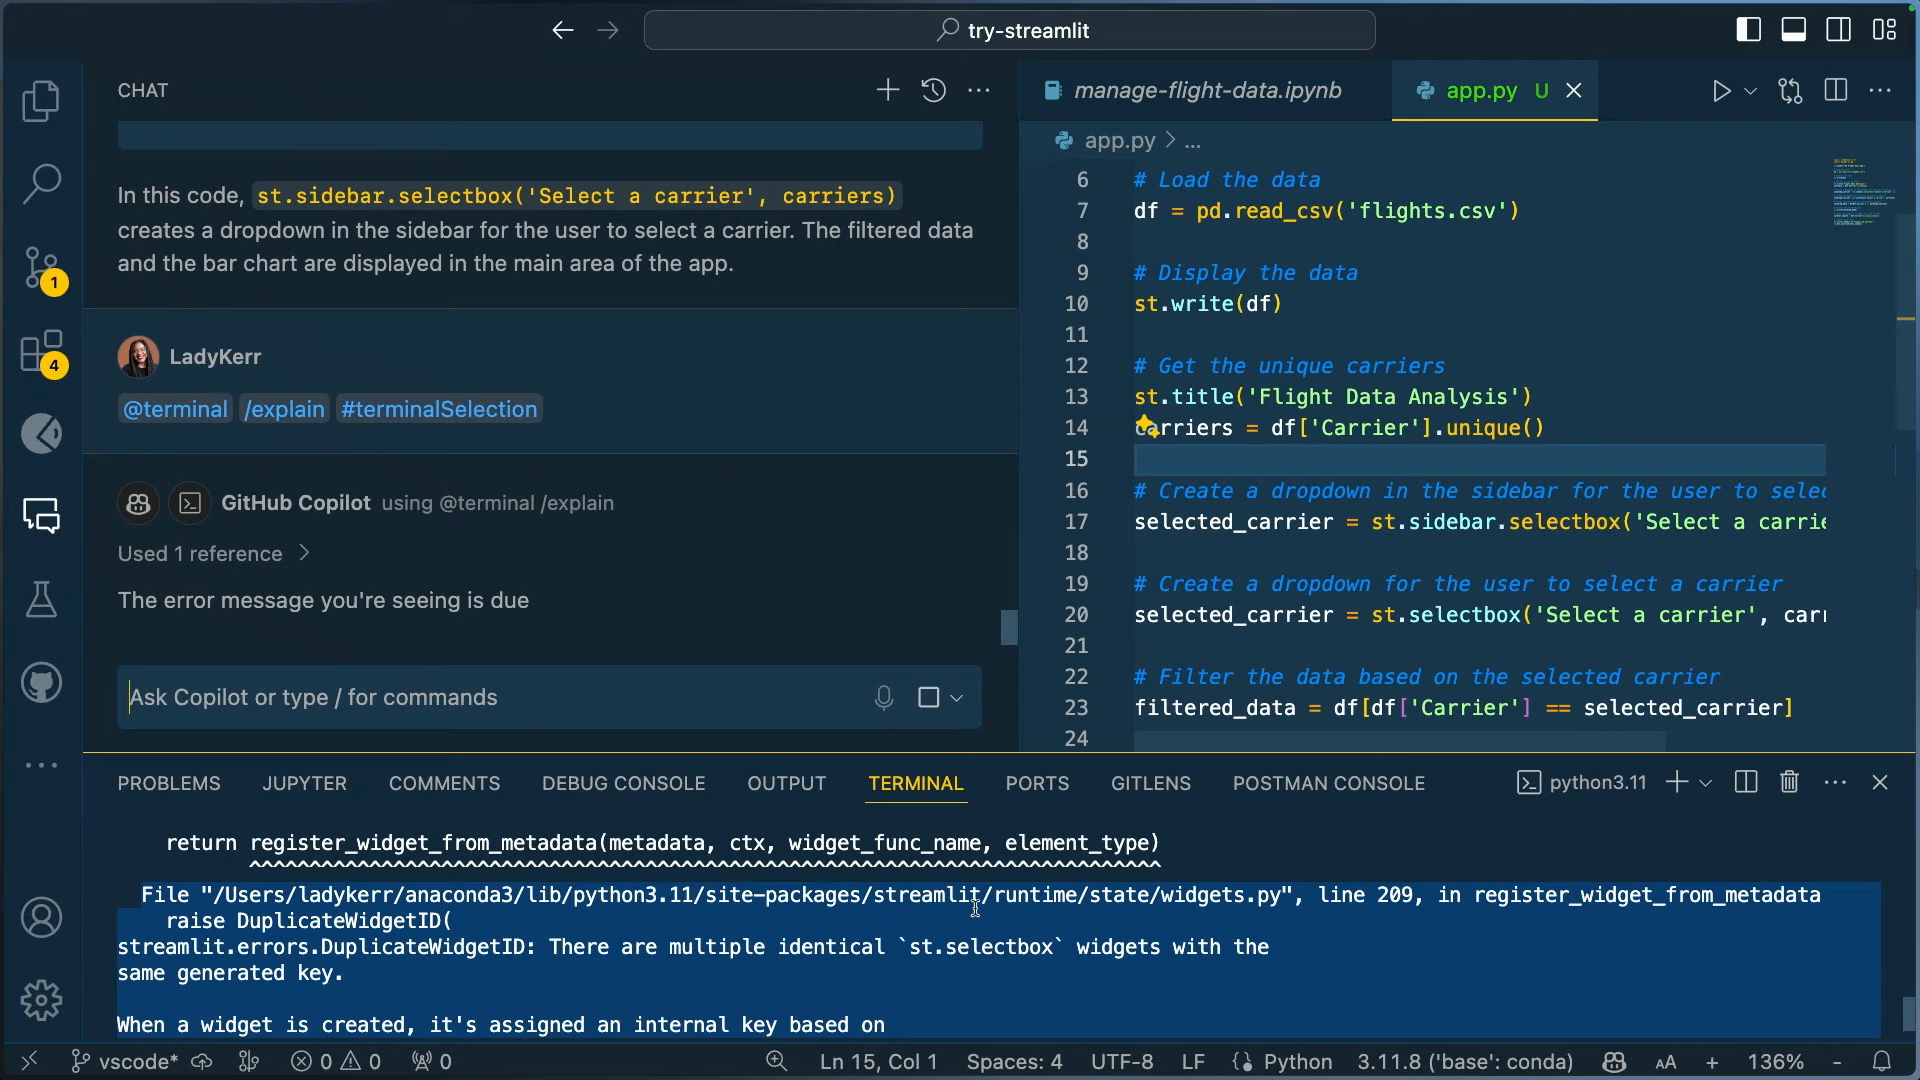 try-streamlit
CHAT
In this code, st.sidebar.selectbox('Select a carrier', carriers)
creates a dropdown in the sidebar for the user to select a carrier. The filtered data
and the bar chart are displayed in the main area of the app.
LadyKerr
@terminal /explain #terminalSelection
GitHub Copilot using @terminal /explain
Used 1 reference
The error message you're seeing is due
Ask Copilot or type / for commands
1
4
manage-flight-data.ipynb
app.py U
app.py > ...
6 # Load the data
7 df = pd.read_csv('flights.csv')
8
9 # Display the data
10 st.write(df)
11
12 # Get the unique carriers
13 st.title('Flight Data Analysis')
14 carriers = df['Carrier'].unique()
15
16 # Create a dropdown in the sidebar for the user to selec
17 selected_carrier = st.sidebar.selectbox('Select a carrie
18
19 # Create a dropdown for the user to select a carrier
20 selected_carrier = st.selectbox('Select a carrier', carr
21
22 # Filter the data based on the selected carrier
23 filtered_data = df[df['Carrier'] == selected_carrier]
24
PROBLEMS JUPYTER COMMENTS DEBUG CONSOLE OUTPUT TERMINAL PORTS GITLENS POSTMAN CONSOLE python3.11
return register_widget_from_metadata(metadata, ctx, widget_func_name, element_type)
^^^^^^^^^^^^^^^^^^^^^^^^^^^^^^^^^^^^^^^^^^^^^^^^^^^^^^^^^^^^^^^^^^^^^^^^^^^^
File "/Users/ladykerr/anaconda3/lib/python3.11/site-packages/streamlit/runtime/state/widgets.py", line 209, in register_widget_from_metadata
raise DuplicateWidgetID(
streamlit.errors.DuplicateWidgetID: There are multiple identical `st.selectbox` widgets with the
same generated key.
When a widget is created, it's assigned an internal key based on
vscode* 0 0 0 Ln 15, Col 1 Spaces: 4 UTF-8 LF Python 3.11.8 ('base': conda) AA + 136% -